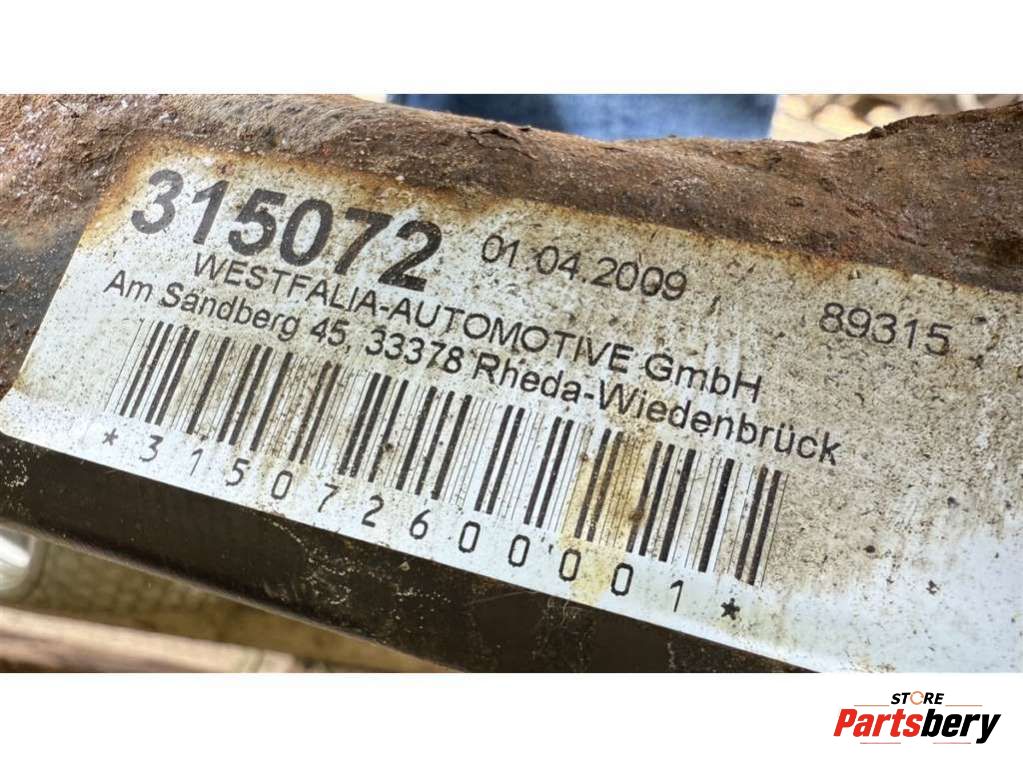 315072 01.04.2009 89315
WESTFALIA-AUTOMOTIVE GmbH
Am Sandberg 45, 33378 Rheda-Wiedenbrück
*315072600001*
STORE
Partsbery